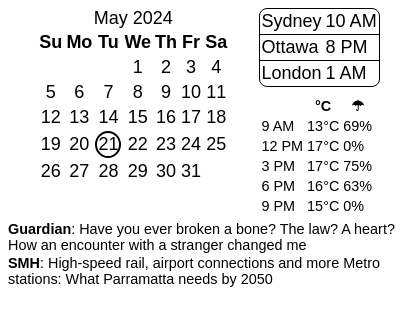 May 2024
Su Mo Tu We Th Fr Sa
1 2 3 4
5 6 7 8 9 10 11
12 13 14 15 16 17 18
19 20 21 22 23 24 25
26 27 28 29 30 31
Sydney 10 AM
Ottawa 8 PM
London 1 AM
°C ☂
9 AM 13°C 69%
12 PM 17°C 0%
3 PM 17°C 75%
6 PM 16°C 63%
9 PM 15°C 0%
Guardian: Have you ever broken a bone? The law? A heart?
How an encounter with a stranger changed me
SMH: High-speed rail, airport connections and more Metro
stations: What Parramatta needs by 2050